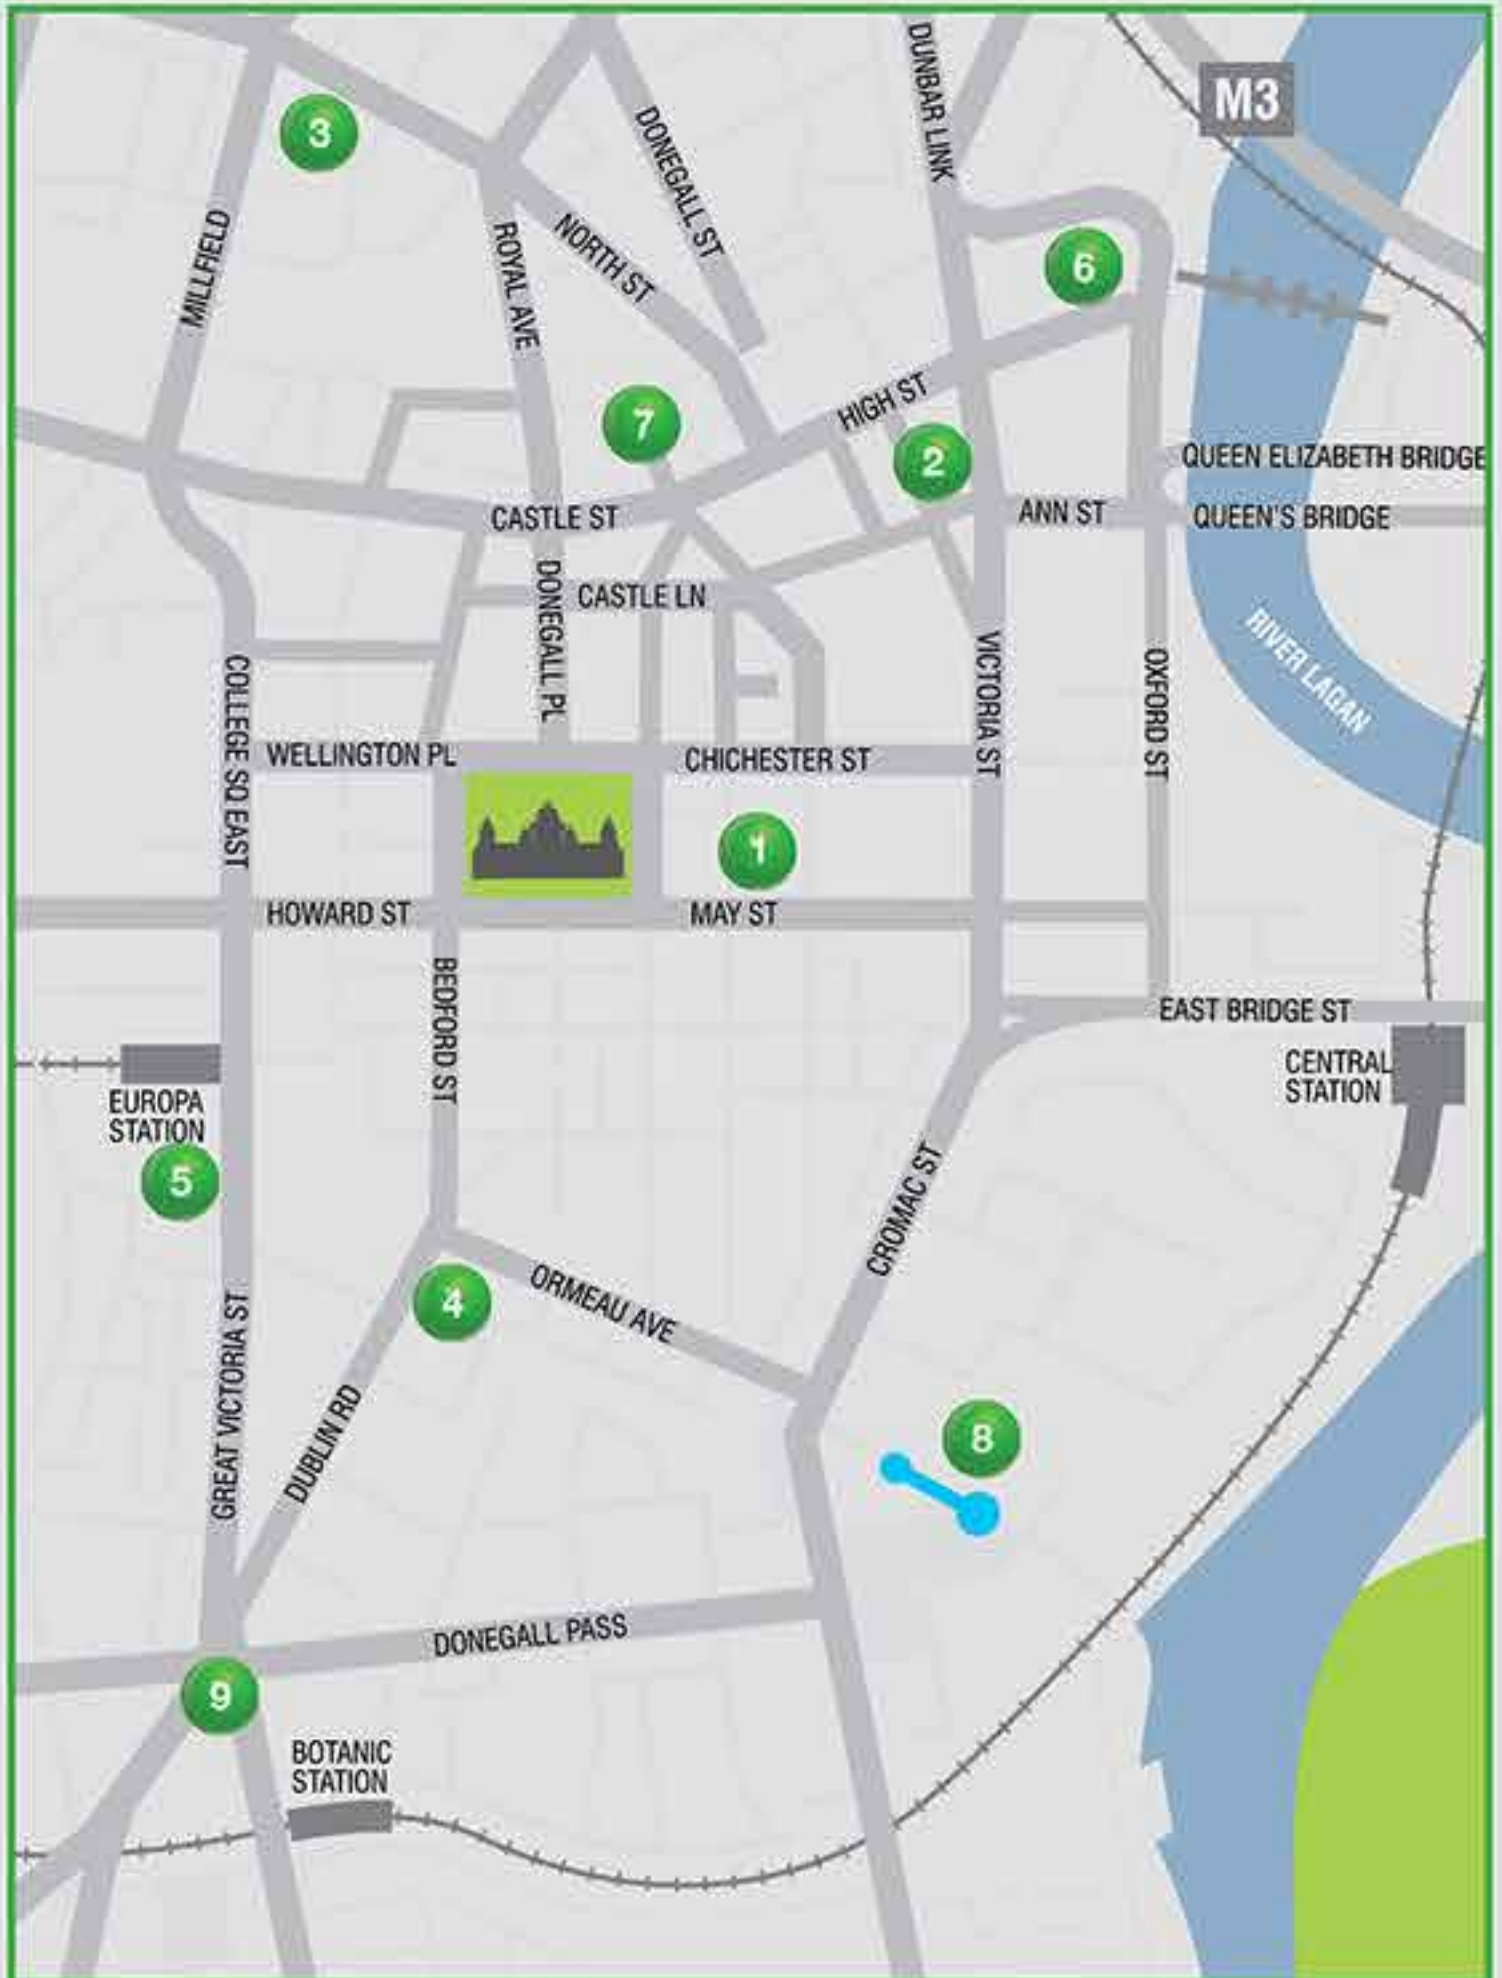 M3
DUNBAR LINK
3
DONEGALL ST
MILLFIELD
ROYAL AVE
NORTH ST
6
HIGH ST
7
2
QUEEN ELIZABETH BRIDGE
CASTLE ST
ANN ST
QUEEN'S BRIDGE
DONEGALL PL
CASTLE LN
RIVER LAGAN
COLLEGE SQ EAST
VICTORIA ST
OXFORD ST
WELLINGTON PL
CHICHESTER ST
1
HOWARD ST
MAY ST
BEDFORD ST
EAST BRIDGE ST
CENTRAL
STATION
EUROPA
STATION
5
CROMAC ST
4
ORMEAU AVE
GREAT VICTORIA ST
DUBLIN RD
8
DONEGALL PASS
9
BOTANIC
STATION